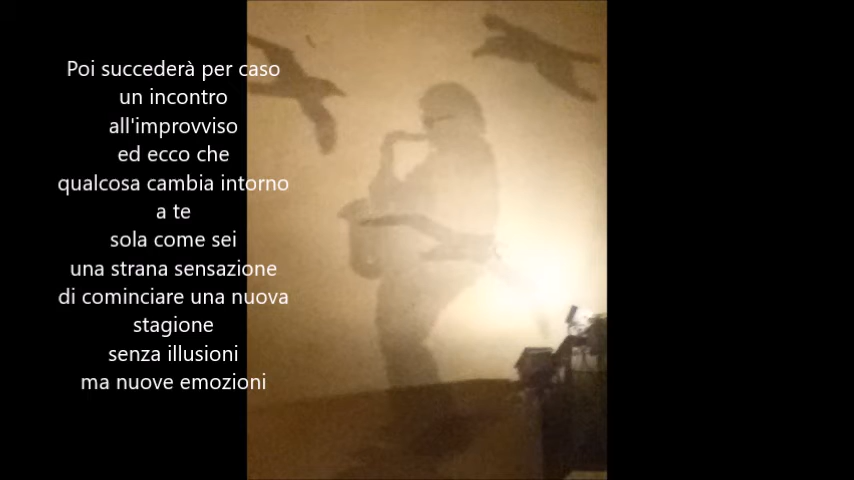 Poi succederà per caso
un incontro
all'improvviso
ed ecco che
qualcosa cambia intorno
a te
sola come sei
una strana sensazione
di cominciare una nuova
stagione
senza illusioni
ma nuove emozioni